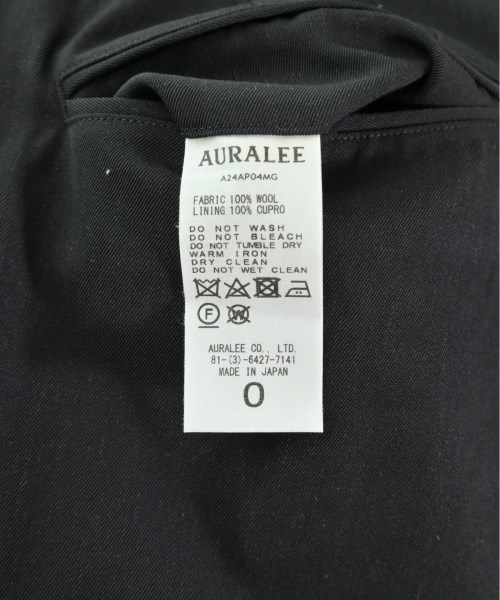 AURALEE
A24AP04MG
FABRIC 100% WOOL
LINING 100% CUPRO
DO NOT WASH
DO NOT BLEACH
DO NOT TUMBLE DRY
WARM IRON
DRY CLEAN
DO NOT WET CLEAN
F W
AURALEE CO., LTD.
81-(3)-6427-7141
MADE IN JAPAN
0